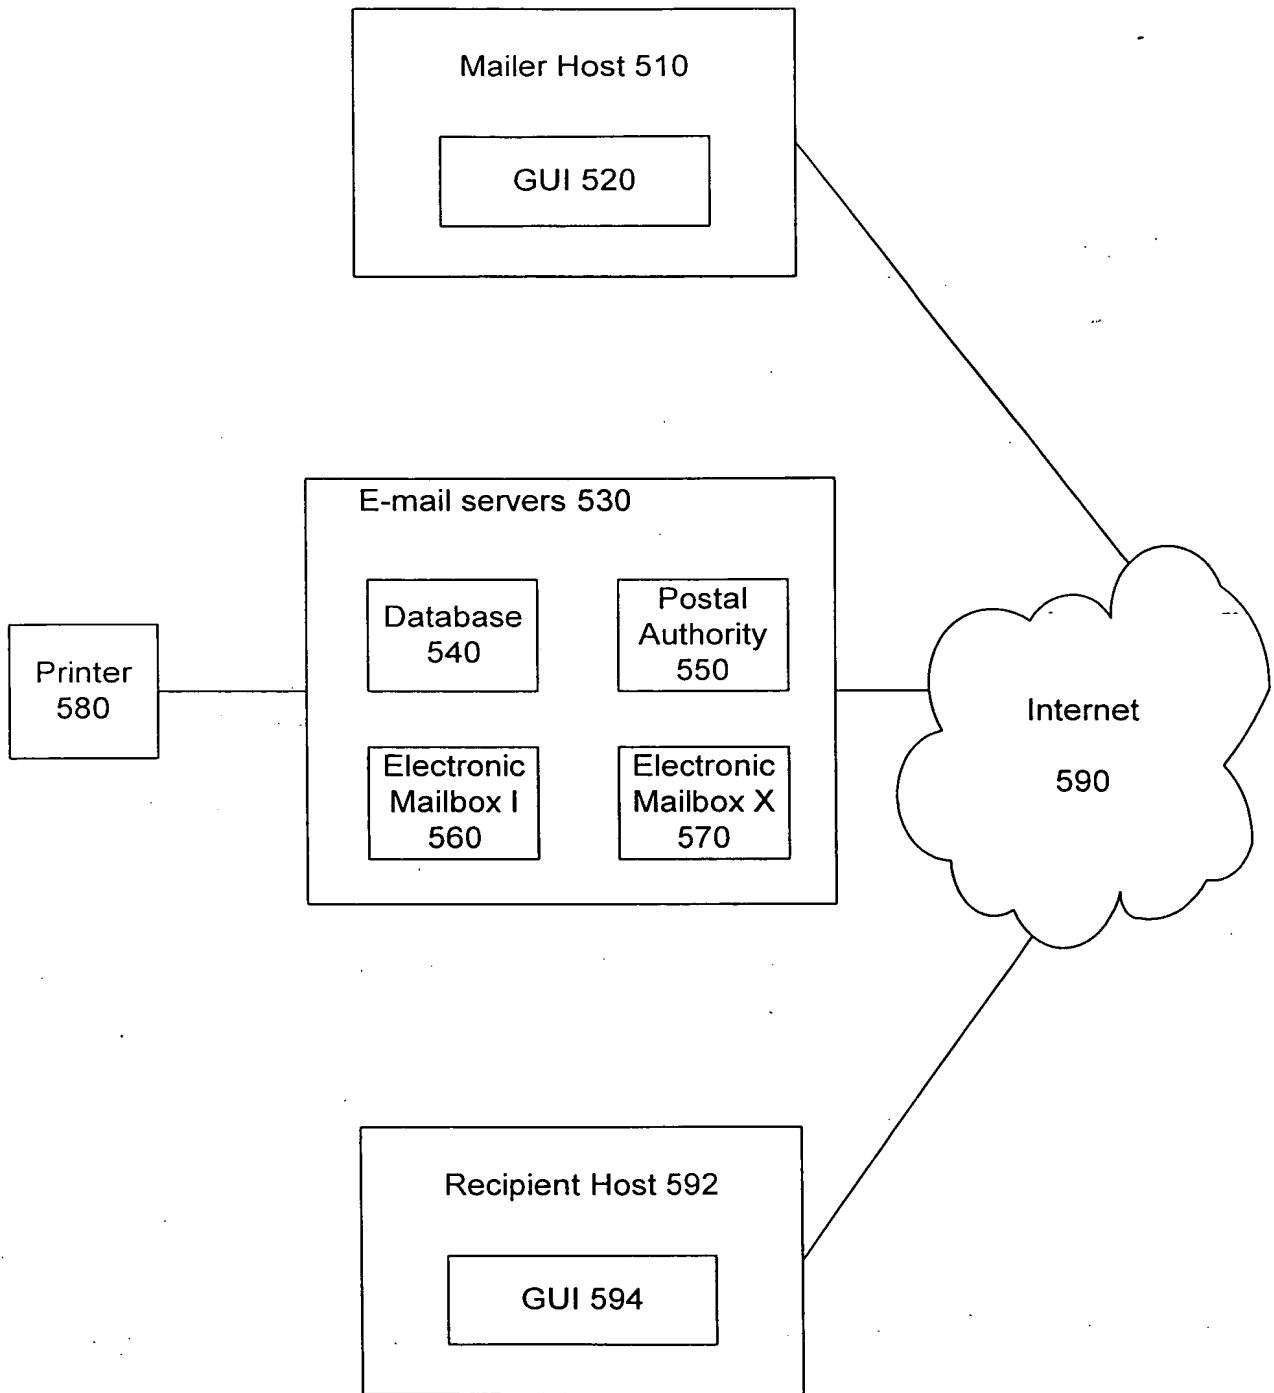 Mailer Host 510
GUI 520
E-mail servers 530
Database
540
Postal
Authority
550
Printer
580
Electronic
Mailbox I
560
Electronic
Mailbox X
570
Internet
590
Recipient Host 592
GUI 594